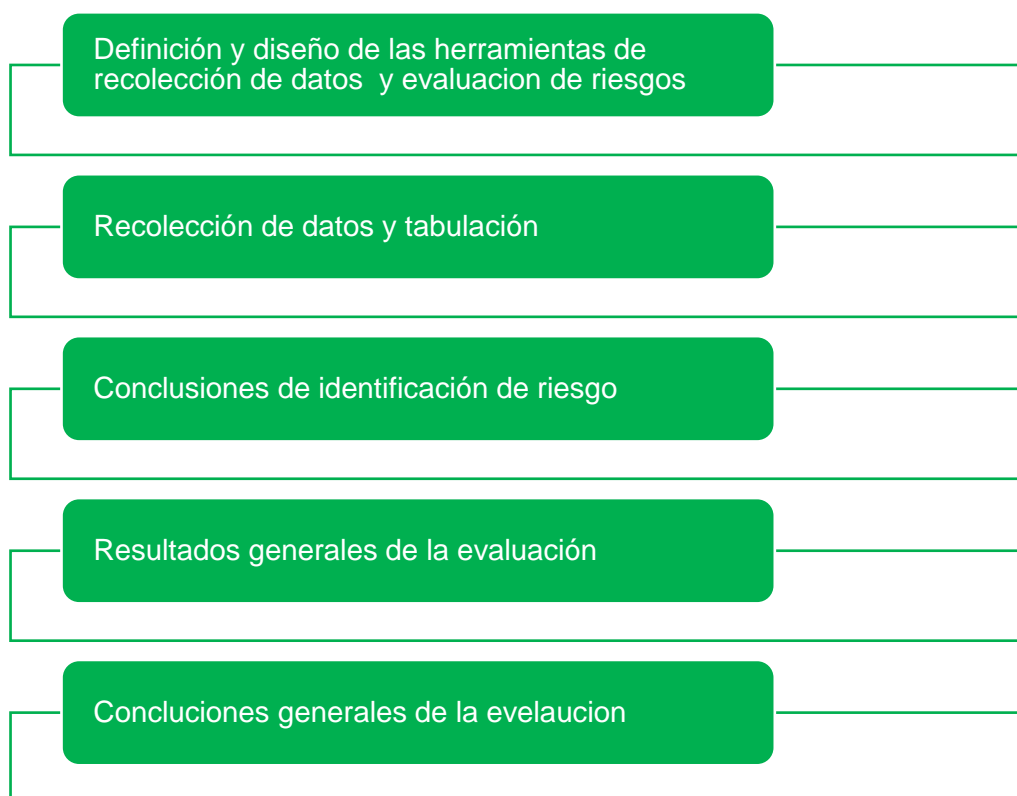 Definición y diseño de las herramientas de
recolección de datos  y evaluacion de riesgos
Recolección de datos y tabulación
Conclusiones de identificación de riesgo
Resultados generales de la evaluación
Concluciones generales de la evelaucion